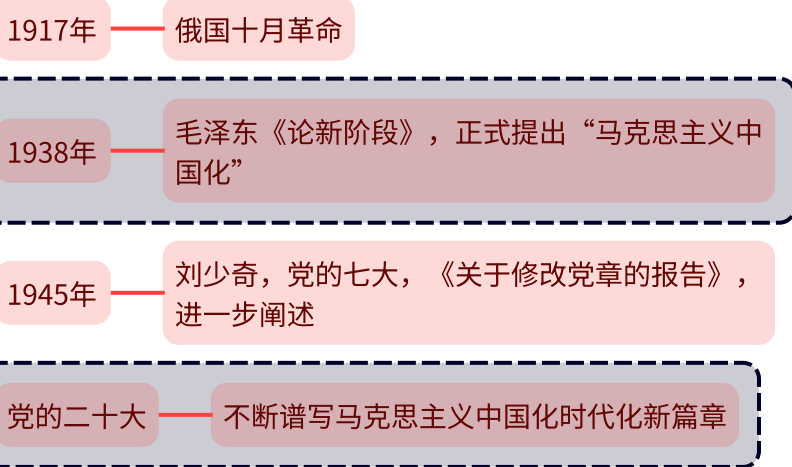 1917年
俄国十月革命
1938年
毛泽东《论新阶段》，正式提出“马克思主义中
国化”
1945年
刘少奇，党的七大，《关于修改党章的报告》，
进一步阐述
党的二十大
不断谱写马克思主义中国化时代化新篇章